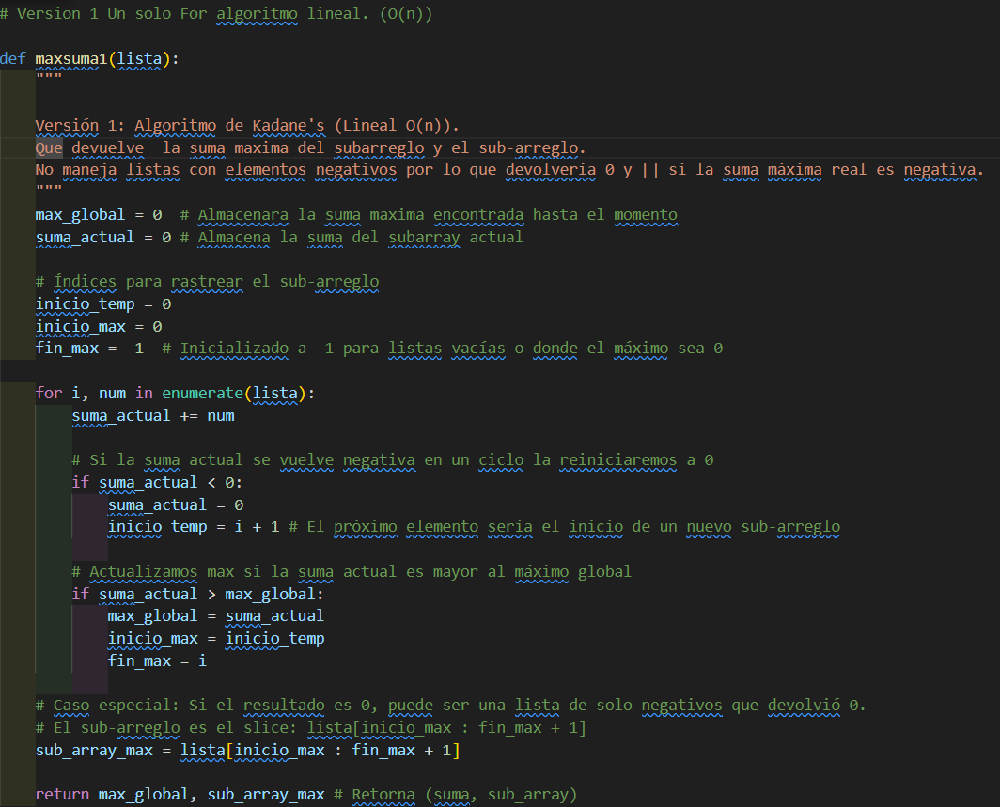 # Version 1 Un solo For algoritmo lineal. (O(n))
def maxsuma1(lista):
"""
Versión 1: Algoritmo de Kadane's (Lineal O(n)).
Que devuelve  la suma maxima del subarreglo y el sub-arreglo.
No maneja listas con elementos negativos por lo que devolvería 0 y [] si la suma máxima real es negativa.
"""
max_global = 0  # Almacenara la suma maxima encontrada hasta el momento
suma_actual = 0 # Almacena la suma del subarray actual
# Índices para rastrear el sub-arreglo
inicio_temp = 0
inicio_max = 0
fin_max = -1  # Inicializado a -1 para listas vacías o donde el máximo sea 0
for i, num in enumerate(lista):
suma_actual += num
# Si la suma actual se vuelve negativa en un ciclo la reiniciaremos a 0
if suma_actual < 0:
suma_actual = 0
inicio_temp = i + 1 # El próximo elemento sería el inicio de un nuevo sub-arreglo
# Actualizamos max si la suma actual es mayor al máximo global
if suma_actual > max_global:
max_global = suma_actual
inicio_max = inicio_temp
fin_max = i
# Caso especial: Si el resultado es 0, puede ser una lista de solo negativos que devolvió 0.
# El sub-arreglo es el slice: lista[inicio_max : fin_max + 1]
sub_array_max = lista[inicio_max : fin_max + 1]
return max_global, sub_array_max # Retorna (suma, sub_array)